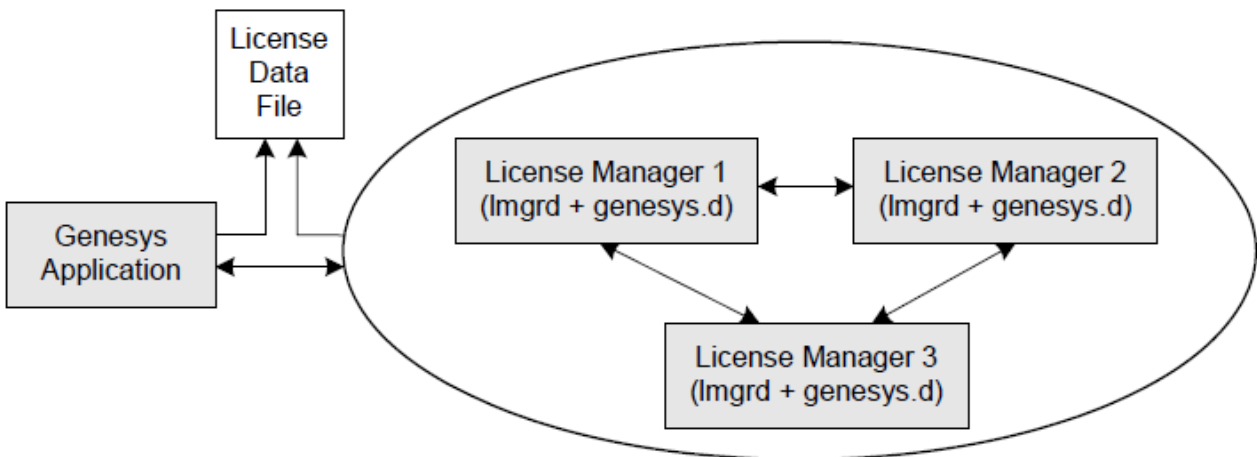 License
Data
File
Genesys
Application
License Manager 1
(lmgrd + genesys.d)
License Manager 2
(lmgrd + genesys.d)
License Manager 3
(lmgrd + genesys.d)